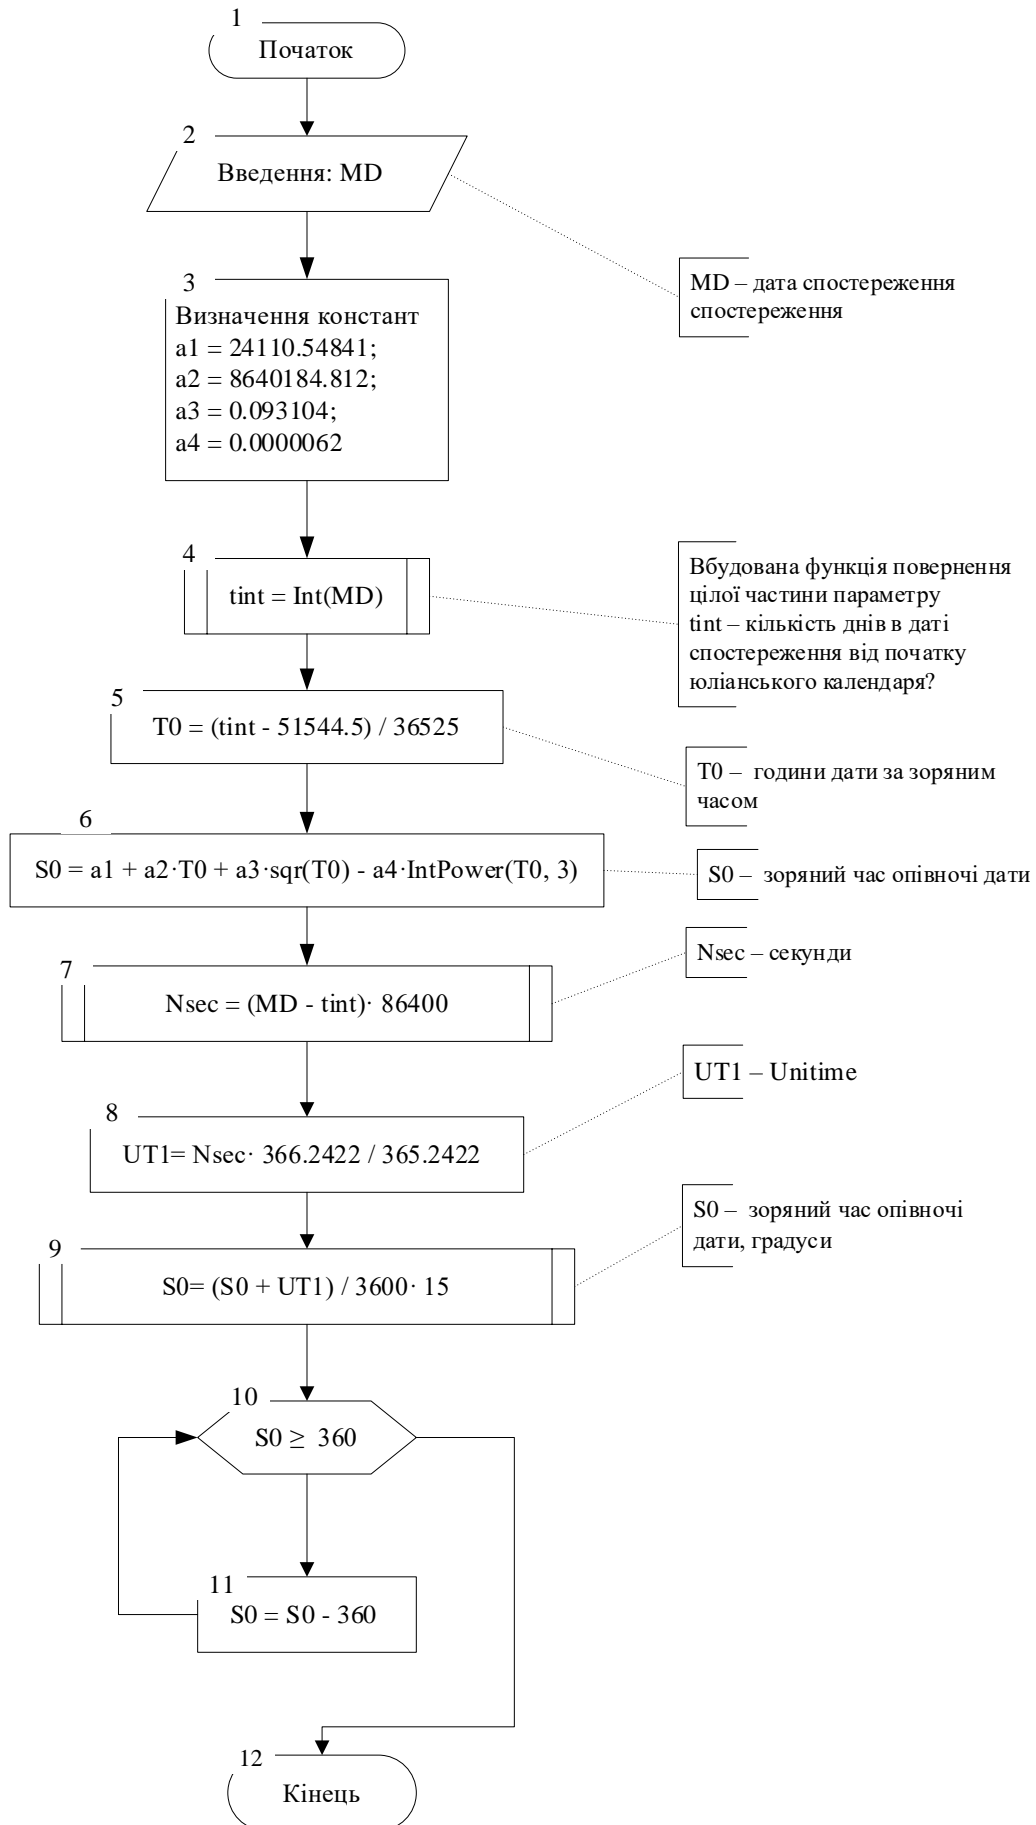 1
Початок
2
Введення: MD
MD – дата спостереження
спостереження
3
Визначення констант
a1 = 24110.54841;
a2 = 8640184.812;
a3 = 0.093104;
a4 = 0.0000062
4
tint = Int(MD)
Вбудована функція повернення
цілої частини параметру
tint – кількість днів в даті
спостереження від початку
юліанського календаря?
5
T0 = (tint - 51544.5) / 36525
T0 – години дати за зоряним
часом
6
S0 = a1 + a2·T0 + a3·sqr(T0) - a4·IntPower(T0, 3)
S0 – зоряний час опівночі дати
7
Nsec = (MD - tint)· 86400
Nsec – секунди
8
UT1= Nsec· 366.2422 / 365.2422
UT1 – Unitime
9
S0= (S0 + UT1) / 3600· 15
S0 – зоряний час опівночі
дати, градуси
10
S0 ≥ 360
11
S0 = S0 - 360
12
Кінець